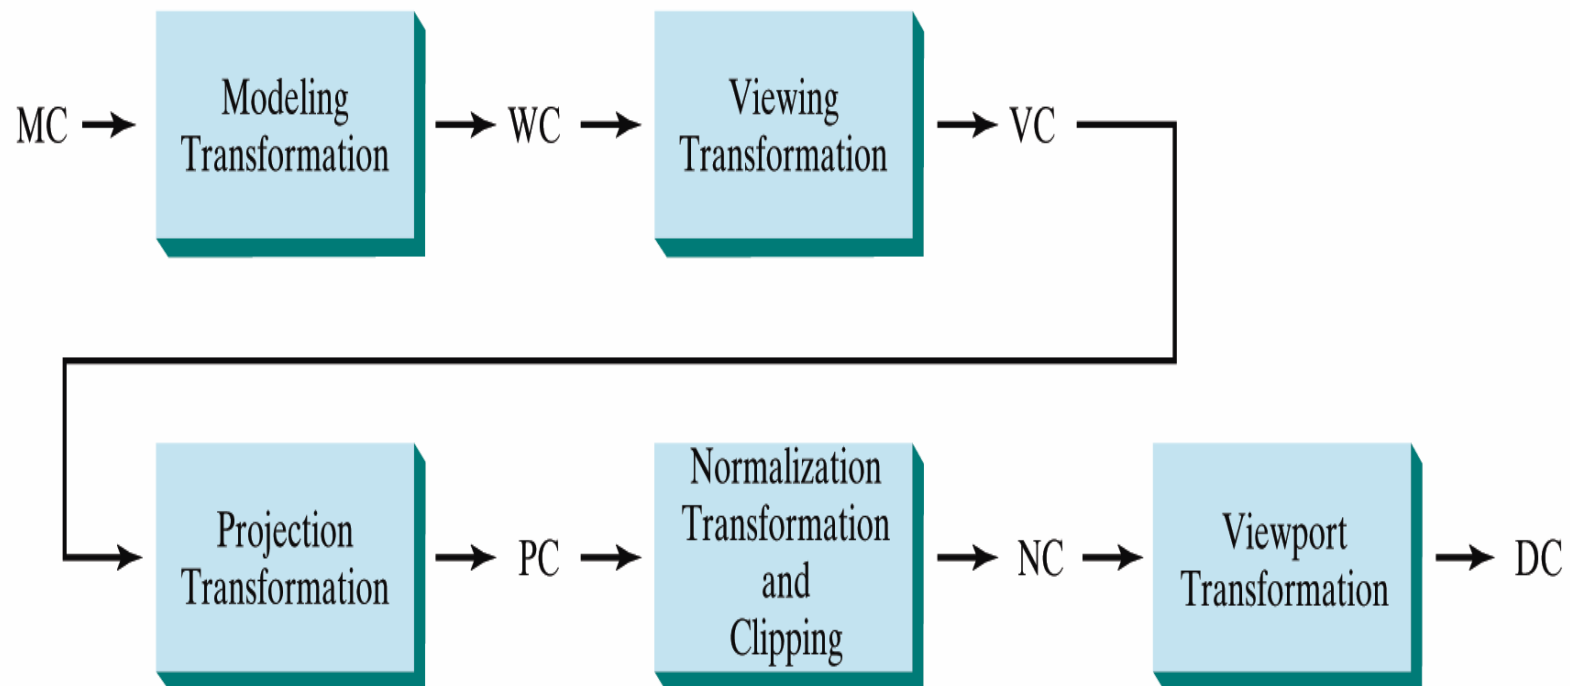 MC
Modeling
Transformation
WC
Viewing
Transformation
VC
Projection
Transformation
PC
Normalization
Transformation
and
Clipping
NC
Viewport
Transformation
DC